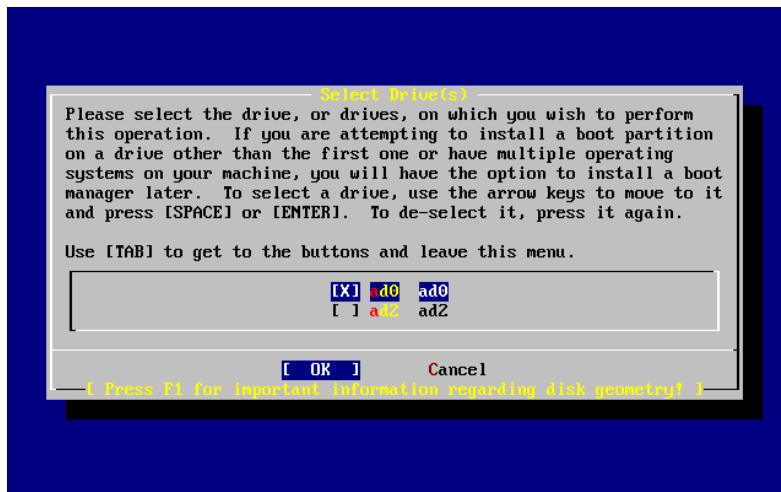 Select Drive(s)
Please select the drive, or drives, on which you wish to perform
this operation.  If you are attempting to install a boot partition
on a drive other than the first one or have multiple operating
systems on your machine, you will have the option to install a boot
manager later.  To select a drive, use the arrow keys to move to it
and press [SPACE] or [ENTER].  To de-select it, press it again.
Use [TAB] to get to the buttons and leave this menu.
[X] ad0  ad0
[ ] ad2  ad2
[  OK  ]  Cancel
[ Press F1 for important information regarding disk geometry! ]